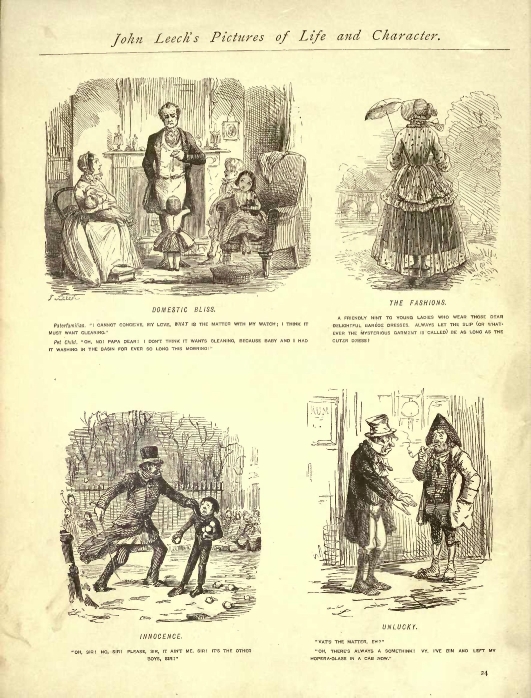 John Leech's Pictures of Life and Character.
J. Leech
DOMESTIC BLISS.
Paterfamilias. "I CANNOT CONCEIVE, MY LOVE, WHAT IS THE MATTER WITH MY WATCH; I THINK IT
MUST WANT CLEANING."
Pet Child. "OH, NO! PAPA DEAR! I DON'T THINK IT WANTS CLEANING, BECAUSE BABY AND I HAD
IT WASHING IN THE BASIN FOR EVER SO LONG THIS MORNING!"
THE FASHIONS.
A FRIENDLY HINT TO YOUNG LADIES WHO WEAR THOSE DEAR
DELIGHTFUL BARÈGE DRESSES. ALWAYS LET THE SLIP (OR WHAT-
EVER THE MYSTERIOUS GARMENT IS CALLED) BE AS LONG AS THE
OUTER DRESS!
INNOCENCE.
"OH, SIR! NO, SIR! PLEASE, SIR, IT AIN'T ME, SIR! IT'S THE OTHER
BOYS, SIR!"
RUM
UNLUCKY.
"VAT'S THE MATTER, EH?"
"OH, THERE'S ALWAYS A SOMETHINK! VY, I'VE BIN AND LEFT MY
HOPERA-GLASS IN A CAB NOW."
24